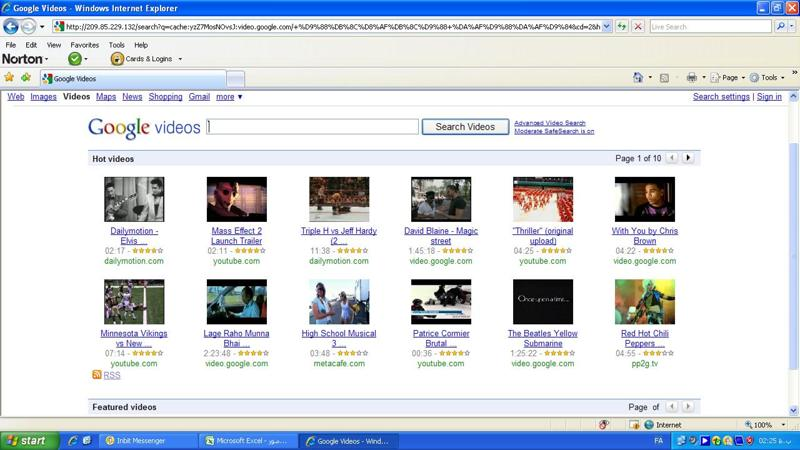 Google Videos - Windows Internet Explorer
http://209.85.229.132/search?q=cache:yzZ7MosNOvsJ:video.google.com/+%D9%88%DB%8C%D8%AF%DB%8C%D9%88+%DA%AF%D9%88%DA%AF%D9%84&cd=2&h
Live Search
File Edit View Favorites Tools Help
Norton Cards & Logins
Google Videos Page Tools
Web Images Videos Maps News Shopping Gmail more ▼ Search settings | Sign in
Google videos Search Videos Advanced Video Search
Moderate SafeSearch is on
Hot videos Page 1 of 10
Dailymotion - Elvis ...
02:17 -
dailymotion.com
Mass Effect 2 Launch Trailer
02:11 -
youtube.com
Triple H vs Jeff Hardy (2 ...
11:38 -
dailymotion.com
David Blaine - Magic street
1:45:18 -
video.google.com
"Thriller" (original upload)
04:25 -
youtube.com
With You by Chris Brown
04:22 -
video.google.com
Once upon a time...
Minnesota Vikings vs New ...
07:14 -
youtube.com
Lage Raho Munna Bhai ...
2:23:48 -
video.google.com
High School Musical 3 ...
03:48 -
metacafe.com
Patrice Cormier Brutal ...
00:36 -
youtube.com
The Beatles Yellow Submarine
1:25:22 -
video.google.com
Red Hot Chili Peppers ...
04:55 -
pp2g.tv
RSS
Featured videos Page of
Internet 100%
start Inbit Messenger Microsoft Excel - Google Videos - Wind... FA 02:25 ب.ظ